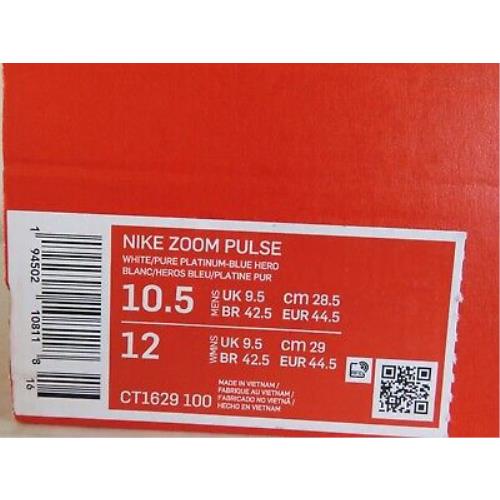 NIKE ZOOM PULSE
WHITE/PURE PLATINUM-BLUE HERO
BLANC/HEROS BLEU/PLATINE PUR
10.5 MENS UK 9.5 cm 28.5
BR 42.5 EUR 44.5
12 WMNS UK 9.5 cm 29
BR 42.5 EUR 44.5
MADE IN VIETNAM /
FABRIQUE AU VIETNAM /
FABRICADO NO VIETNAM /
HECHO EN VIETNAM
CT1629 100
1 94502 10811 8
16